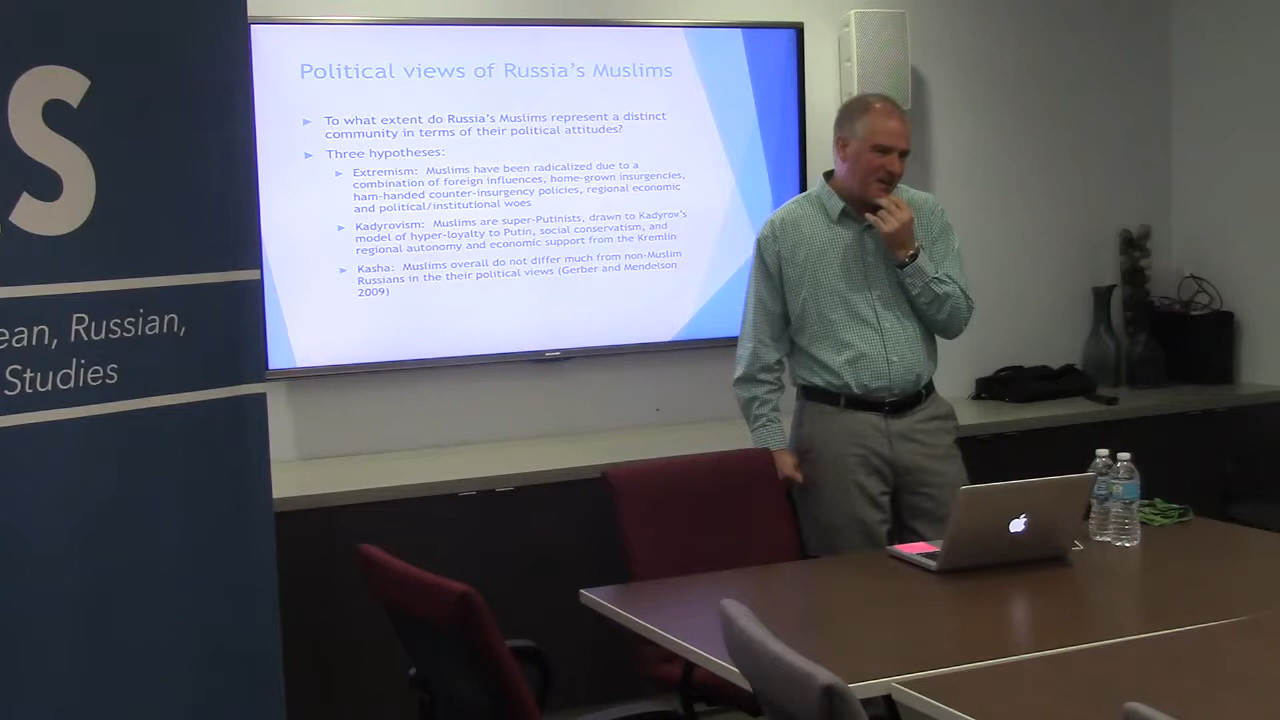 S
ean, Russian,
Studies
Political views of Russia's Muslims
To what extent do Russia's Muslims represent a distinct
community in terms of their political attitudes?
Three hypotheses:
Extremism: Muslims have been radicalized due to a
combination of foreign influences, home-grown insurgencies,
ham-handed counter-insurgency policies, regional economic
and political/institutional woes
Kadyrovism: Muslims are super-Putinists, drawn to Kadyrov's
model of hyper-loyalty to Putin, social conservatism, and
regional autonomy and economic support from the Kremlin
Kasha: Muslims overall do not differ much from non-Muslim
Russians in the their political views (Gerber and Mendelson
2009)